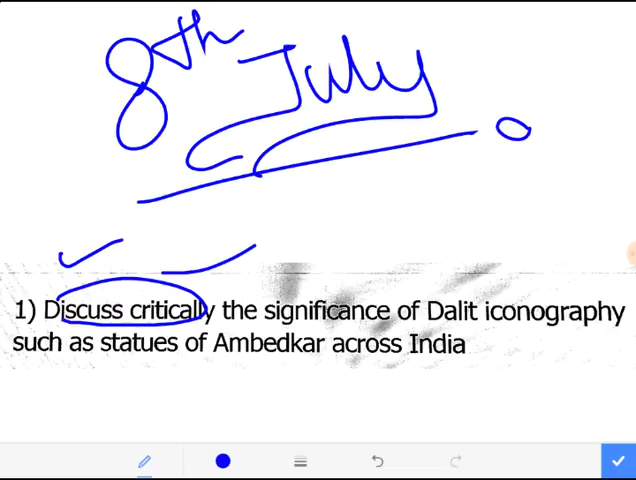 8th July
1) Discuss critically the significance of Dalit iconography
such as statues of Ambedkar across India